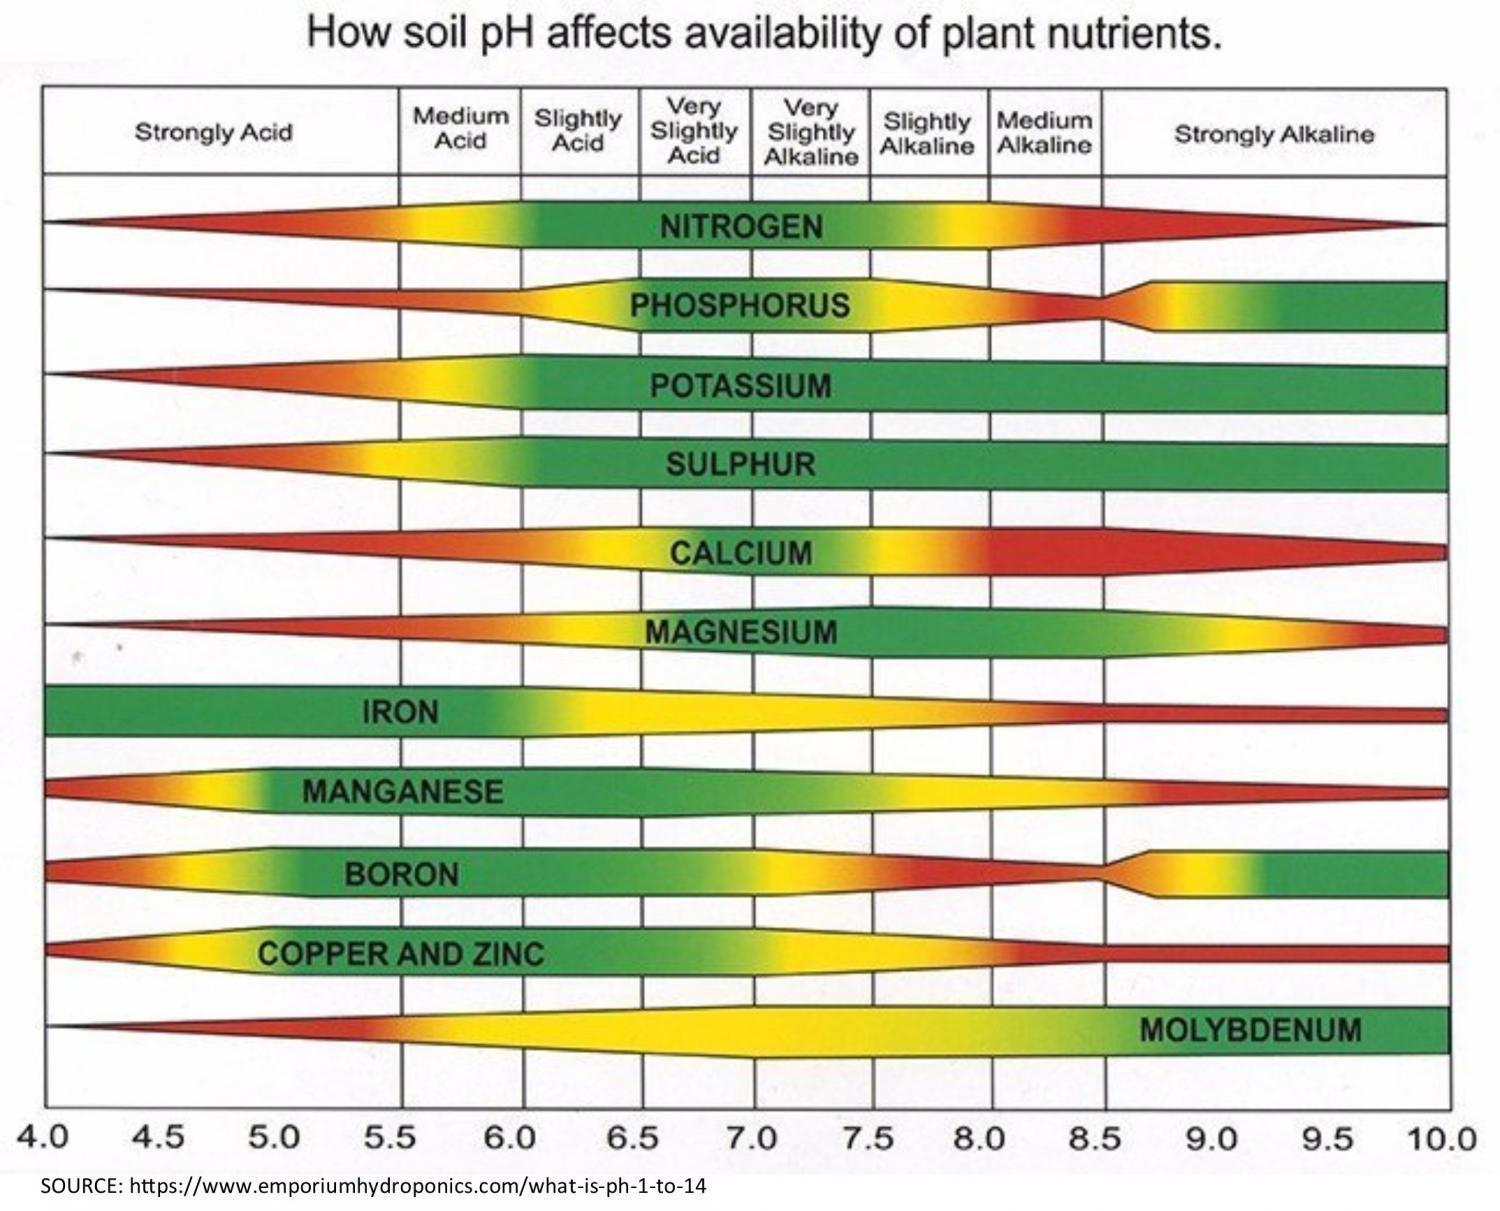 How soil pH affects availability of plant nutrients.
Strongly Acid
Medium
Acid
Slightly
Acid
Very
Slightly
Acid
Very
Slightly
Alkaline
Slightly
Alkaline
Medium
Alkaline
Strongly Alkaline
NITROGEN
PHOSPHORUS
POTASSIUM
SULPHUR
CALCIUM
MAGNESIUM
IRON
MANGANESE
BORON
COPPER AND ZINC
MOLYBDENUM
4.0 4.5 5.0 5.5 6.0 6.5 7.0 7.5 8.0 8.5 9.0 9.5 10.0
SOURCE: https://www.emporiumhydroponics.com/what-is-ph-1-to-14